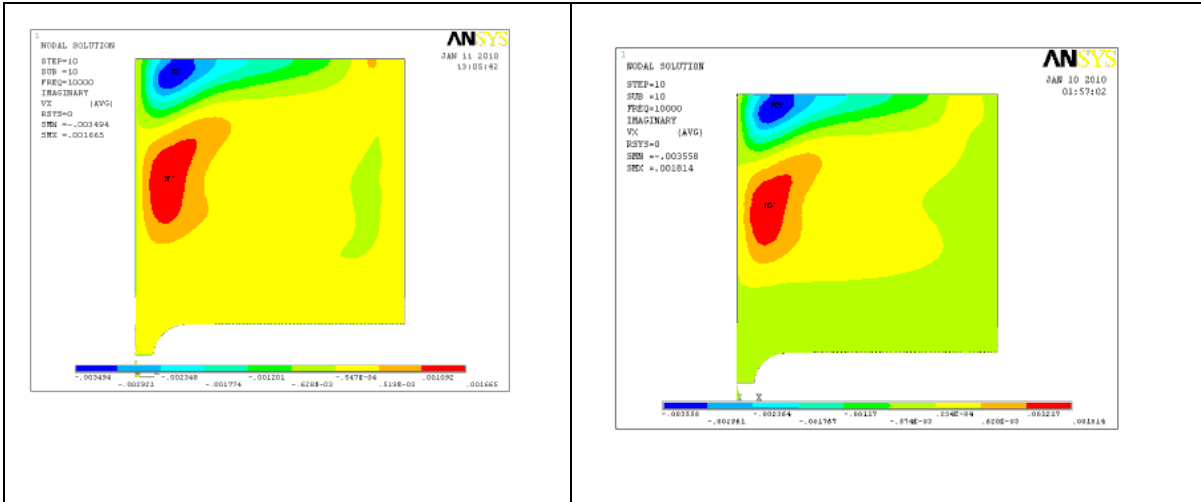 1
NODAL SOLUTION
STEP=10
SUB =10
FREQ=10000
IMAGINARY
VX (AVG)
RSYS=0
SMN =-.003494
SMX =.001665
ANSYS
JAN 11 2010
13:05:42
MX
-.003494 -.002348 -.001201 -.547E-04 .001092
-.002921 -.001774 -.628E-03 .519E-03 .001665
1
NODAL SOLUTION
STEP=10
SUB =10
FREQ=10000
IMAGINARY
VX (AVG)
RSYS=0
SMN =-.003558
SMX =.001814
ANSYS
JAN 10 2010
01:57:02
X
-.003558 -.002364 -.00117 .234E-04 .001217
-.002961 -.001767 -.574E-03 .620E-03 .001814